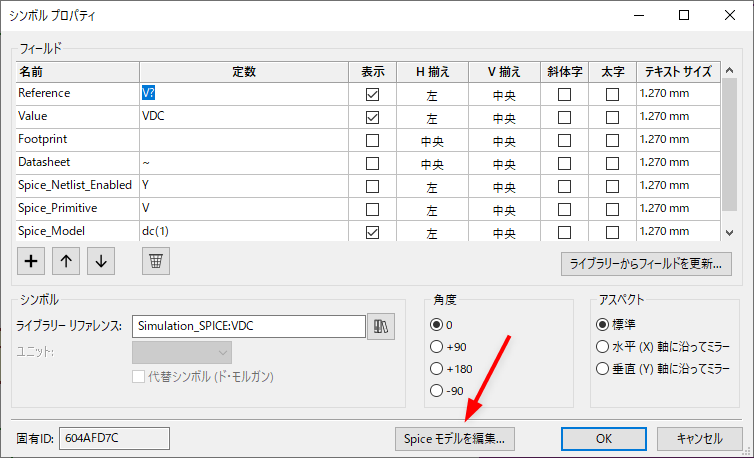 シンボル プロパティ
フィールド
名前 定数 表示 H 揃え V 揃え 斜体字 太字 テキスト サイズ
Reference V? 左 中央 1.270 mm
Value VDC 左 中央 1.270 mm
Footprint 中央 中央 1.270 mm
Datasheet ~ 中央 中央 1.270 mm
Spice_Netlist_Enabled Y 左 中央 1.270 mm
Spice_Primitive V 左 中央 1.270 mm
Spice_Model dc(1) 左 中央 1.270 mm
ライブラリーからフィールドを更新...
シンボル
ライブラリー リファレンス: Simulation_SPICE:VDC
ユニット:
代替シンボル (ド・モルガン)
角度
0
+90
+180
-90
アスペクト
標準
水平 (X) 軸に沿ってミラー
垂直 (Y) 軸に沿ってミラー
固有ID: 604AFD7C
Spice モデルを編集...
OK
キャンセル